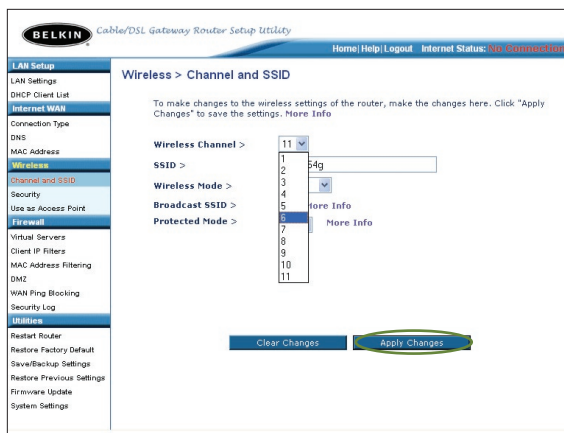 BELKIN Cable/DSL Gateway Router Setup Utility
Home|Help|Logout Internet Status: No Connection
LAN Setup
LAN Settings
DHCP Client List
Internet WAN
Connection Type
DNS
MAC Address
Wireless
Channel and SSID
Security
Use as Access Point
Firewall
Virtual Servers
Client IP Filters
MAC Address Filtering
DMZ
WAN Ping Blocking
Security Log
Utilities
Restart Router
Restore Factory Default
Save/Backup Settings
Restore Previous Settings
Firmware Update
System Settings
Wireless > Channel and SSID
To make changes to the wireless settings of the router, make the changes here. Click "Apply
Changes" to save the settings. More Info
Wireless Channel > 11
SSID > 54g
Wireless Mode >
Broadcast SSID > More Info
Protected Mode > More Info
1
2
3
4
5
6
7
8
9
10
11
Clear Changes Apply Changes